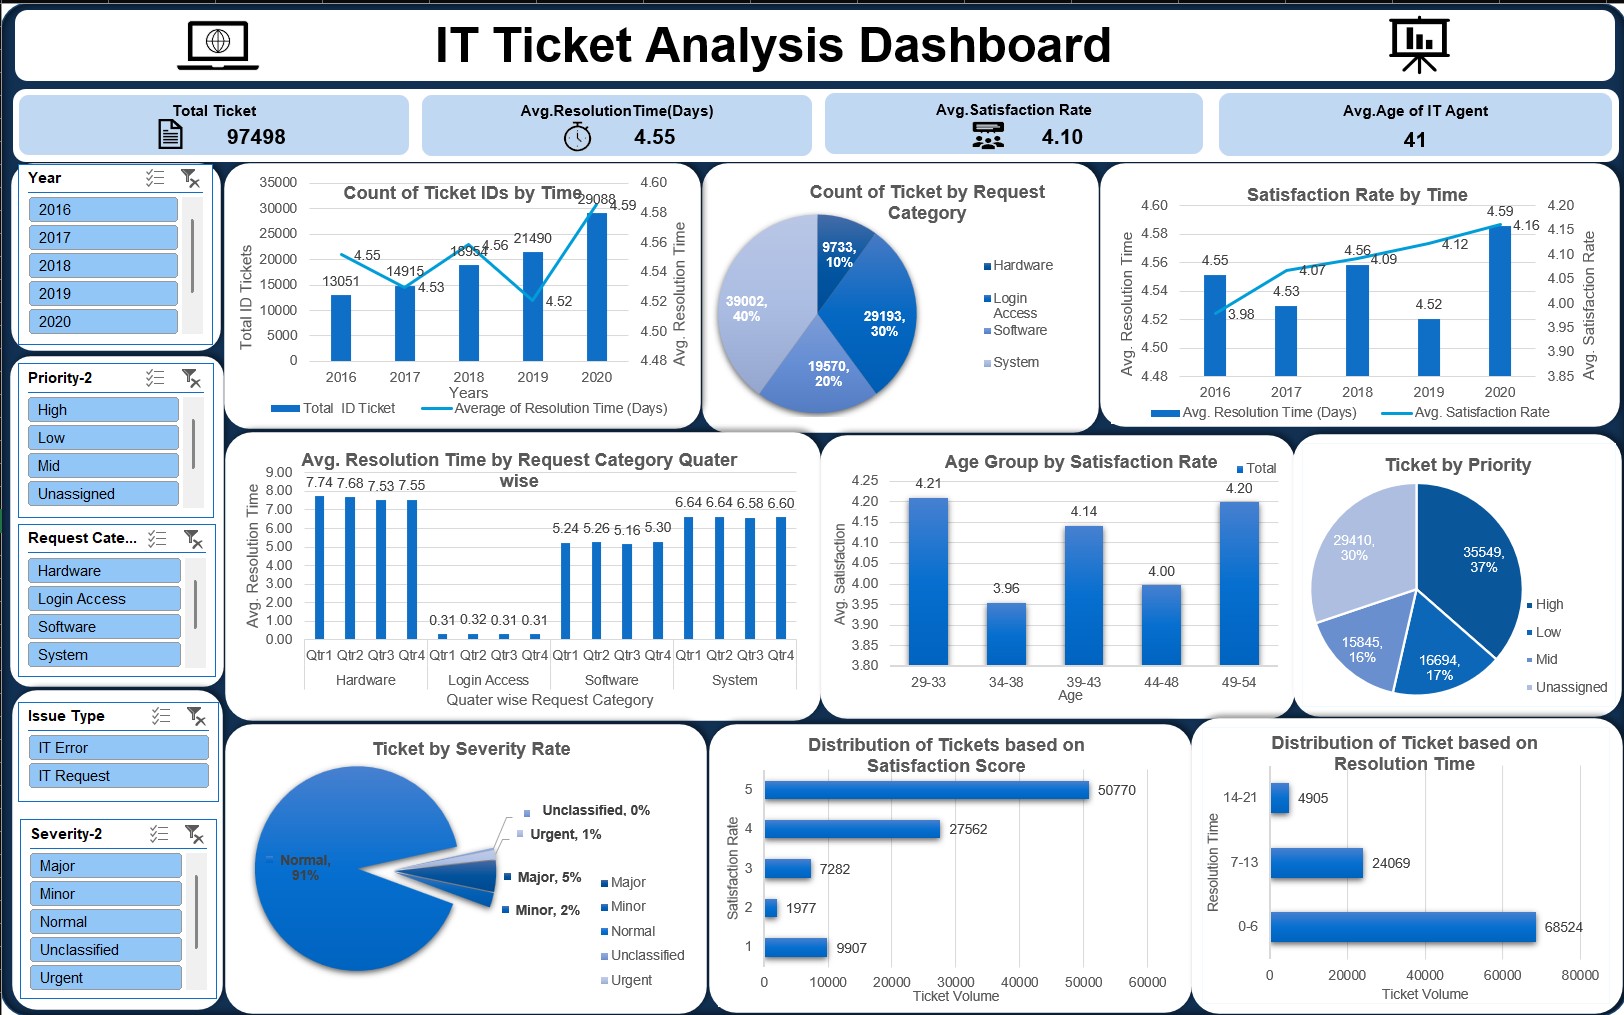 IT Ticket Analysis Dashboard
Total Ticket
97498
Avg.ResolutionTime(Days)
4.55
Avg.Satisfaction Rate
4.10
Avg.Age of IT Agent
41
Year
2016
2017
2018
2019
2020
Priority-2
High
Low
Mid
Unassigned
Request Cate...
Hardware
Login Access
Software
System
Issue Type
IT Error
IT Request
Severity-2
Major
Minor
Normal
Unclassified
Urgent
Count of Ticket IDs by Time
Total ID Tickets
35000
30000
25000
20000
15000
10000
5000
0
13051
14915
18954
21490
29088
4.55
4.53
4.56
4.52
4.59
4.60
4.58
4.56
4.54
4.52
4.50
4.48
Avg. Resolution Time
2016 2017 2018 2019 2020
Years
Total ID Ticket
Average of Resolution Time (Days)
Count of Ticket by Request
Category
9733,
10%
29193,
30%
19570,
20%
39002,
40%
Hardware
Login
Access
Software
System
Satisfaction Rate by Time
Avg. Resolution Time
4.60
4.58
4.56
4.54
4.52
4.50
4.48
4.55
4.53
4.56
4.52
4.59
3.98
4.07
4.09
4.12
4.16
4.20
4.15
4.10
4.05
4.00
3.95
3.90
3.85
Avg. Satisfaction Rate
2016 2017 2018 2019 2020
Avg. Resolution Time (Days)
Avg. Satisfaction Rate
Avg. Resolution Time by Request Category Quater
wise
Avg. Resolution Time
9.00
8.00
7.00
6.00
5.00
4.00
3.00
2.00
1.00
0.00
7.74 7.68 7.53 7.55
0.31 0.32 0.31 0.31
5.24 5.26 5.16 5.30
6.64 6.64 6.58 6.60
Qtr1 Qtr2 Qtr3 Qtr4 Qtr1 Qtr2 Qtr3 Qtr4 Qtr1 Qtr2 Qtr3 Qtr4 Qtr1 Qtr2 Qtr3 Qtr4
Hardware Login Access Software System
Quater wise Request Category
Age Group by Satisfaction Rate
Total
Avg. Satisfaction
4.25
4.20
4.15
4.10
4.05
4.00
3.95
3.90
3.85
3.80
4.21
3.96
4.14
4.00
4.20
29-33 34-38 39-43 44-48 49-54
Age
Ticket by Priority
35549,
37%
16694,
17%
15845,
16%
29410,
30%
High
Low
Mid
Unassigned
Ticket by Severity Rate
Normal,
91%
Unclassified, 0%
Urgent, 1%
Major, 5%
Minor, 2%
Major
Minor
Normal
Unclassified
Urgent
Distribution of Tickets based on
Satisfaction Score
Satisfaction Rate
5 50770
4 27562
3 7282
2 1977
1 9907
0 10000 20000 30000 40000 50000 60000
Ticket Volume
Distribution of Ticket based on
Resolution Time
Resolution Time
14-21 4905
7-13 24069
0-6 68524
0 20000 40000 60000 80000
Ticket Volume